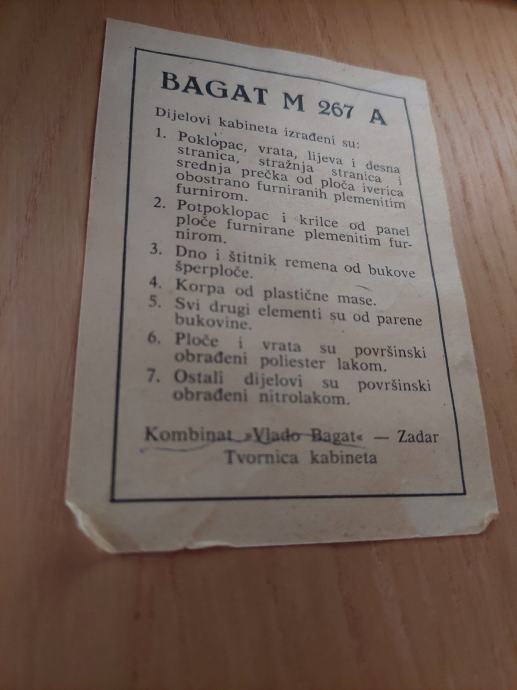 BAGAT M 267 A
Dijelovi kabineta izrađeni su:
1. Poklopac, vrata, lijeva i desna
stranica, stražnja stranica i
srednja prečka od ploča iverica
obostrano furniranih plemenitim
furnirom.
2. Potpoklopac i krilce od panel
ploče furnirane plemenitim fur-
nirom.
3. Dno i štitnik remena od bukove
šperploče.
4. Korpa od plastične mase.
5. Svi drugi elementi su od parene
bukovine.
6. Ploče i vrata su površinski
obrađeni poliester lakom.
7. Ostali dijelovi su površinski
obrađeni nitrolakom.
Kombinat »Vlado Bagat« — Zadar
Tvornica kabineta